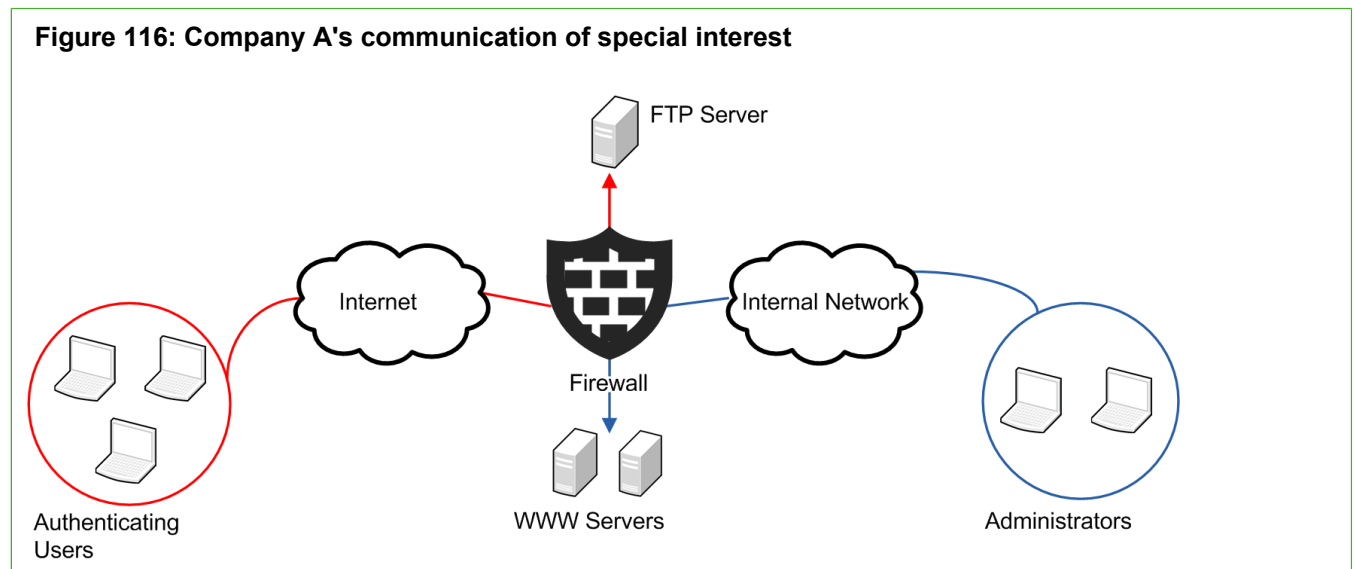 Figure 116: Company A's communication of special interest
FTP Server
Internet
Internal Network
Firewall
WWW Servers
Authenticating
Users
Administrators